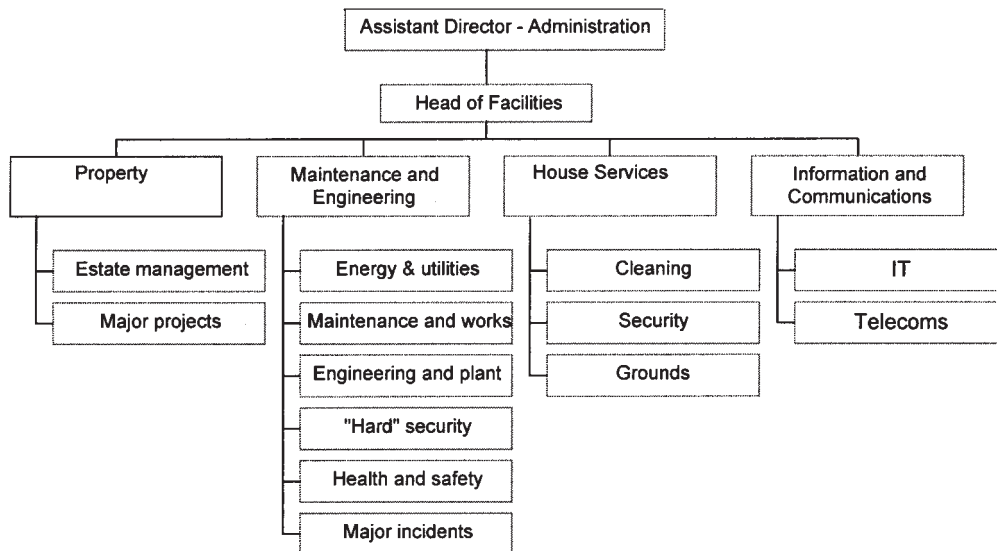 Assistant Director - Administration
Head of Facilities
Property
Maintenance and
Engineering
House Services
Information and
Communications
Estate management
Major projects
Energy & utilities
Maintenance and works
Engineering and plant
"Hard" security
Health and safety
Major incidents
Cleaning
Security
Grounds
IT
Telecoms